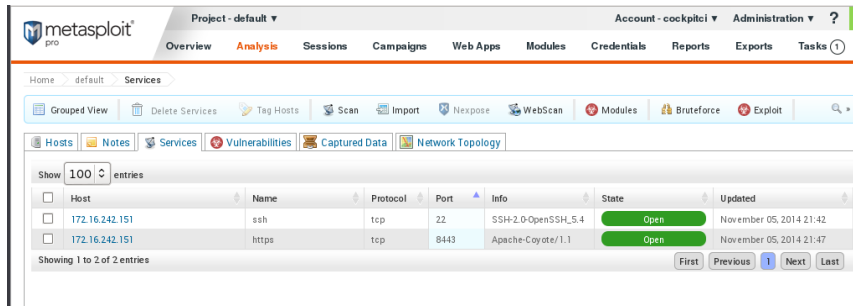 Project - default ▼ Account - cockpitci ▼ Administration ▼ ?
metasploit®
pro
Overview Analysis Sessions Campaigns Web Apps Modules Credentials Reports Exports Tasks 1
Home default Services
Grouped View Delete Services Tag Hosts Scan Import Nexpose WebScan Modules Bruteforce Exploit
Hosts Notes Services Vulnerabilities Captured Data Network Topology
Show 100 entries
Host Name Protocol Port Info State Updated
172.16.242.151 ssh tcp 22 SSH-2.0-OpenSSH_5.4 Open November 05, 2014 21:42
172.16.242.151 https tcp 8443 Apache-Coyote/1.1 Open November 05, 2014 21:47
Showing 1 to 2 of 2 entries First Previous 1 Next Last